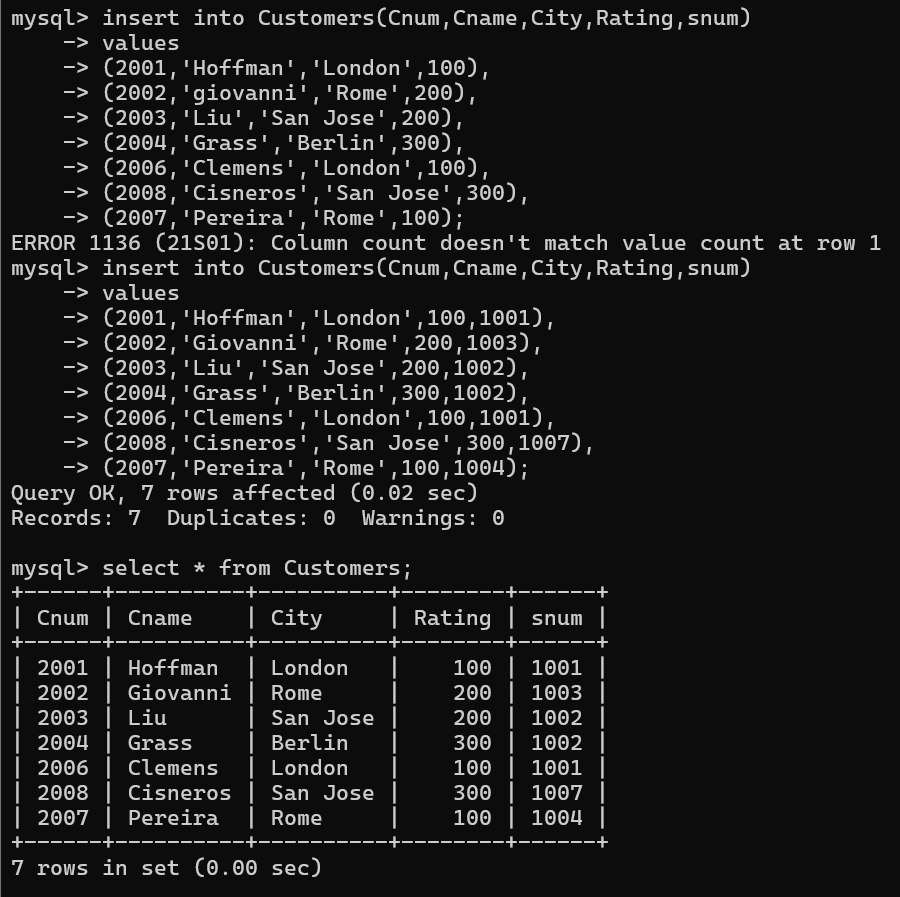 mysql> insert into Customers(Cnum,Cname,City,Rating,snum)
    -> values
    -> (2001,'Hoffman','London',100),
    -> (2002,'giovanni','Rome',200),
    -> (2003,'Liu','San Jose',200),
    -> (2004,'Grass','Berlin',300),
    -> (2006,'Clemens','London',100),
    -> (2008,'Cisneros','San Jose',300),
    -> (2007,'Pereira','Rome',100);
ERROR 1136 (21S01): Column count doesn't match value count at row 1
mysql> insert into Customers(Cnum,Cname,City,Rating,snum)
    -> values
    -> (2001,'Hoffman','London',100,1001),
    -> (2002,'Giovanni','Rome',200,1003),
    -> (2003,'Liu','San Jose',200,1002),
    -> (2004,'Grass','Berlin',300,1002),
    -> (2006,'Clemens','London',100,1001),
    -> (2008,'Cisneros','San Jose',300,1007),
    -> (2007,'Pereira','Rome',100,1004);
Query OK, 7 rows affected (0.02 sec)
Records: 7  Duplicates: 0  Warnings: 0

mysql> select * from Customers;
+------+----------+----------+--------+------+
| Cnum | Cname    | City     | Rating | snum |
+------+----------+----------+--------+------+
| 2001 | Hoffman  | London   |    100 | 1001 |
| 2002 | Giovanni | Rome     |    200 | 1003 |
| 2003 | Liu      | San Jose |    200 | 1002 |
| 2004 | Grass    | Berlin   |    300 | 1002 |
| 2006 | Clemens  | London   |    100 | 1001 |
| 2008 | Cisneros | San Jose |    300 | 1007 |
| 2007 | Pereira  | Rome     |    100 | 1004 |
+------+----------+----------+--------+------+
7 rows in set (0.00 sec)